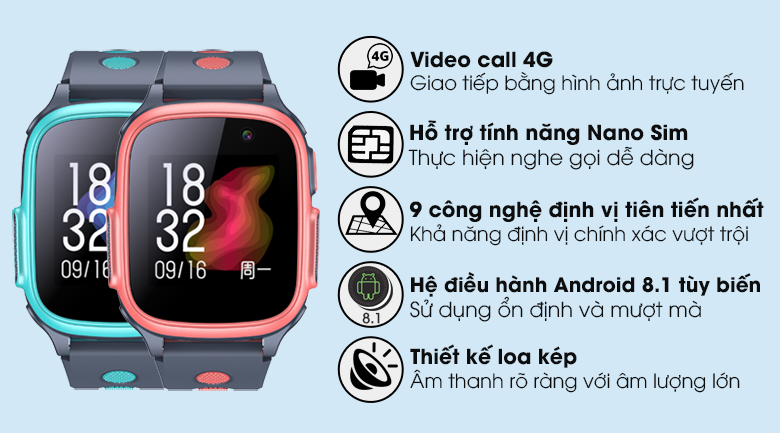 18
32
09/16
18
32
09/16 周一
4G
Video call 4G
Giao tiếp bằng hình ảnh trực tuyến
Hỗ trợ tính năng Nano Sim
Thực hiện nghe gọi dễ dàng
9 công nghệ định vị tiên tiến nhất
Khả năng định vị chính xác vượt trội
8.1
Hệ điều hành Android 8.1 tùy biến
Sử dụng ổn định và mượt mà
Thiết kế loa kép
Âm thanh rõ ràng với âm lượng lớn